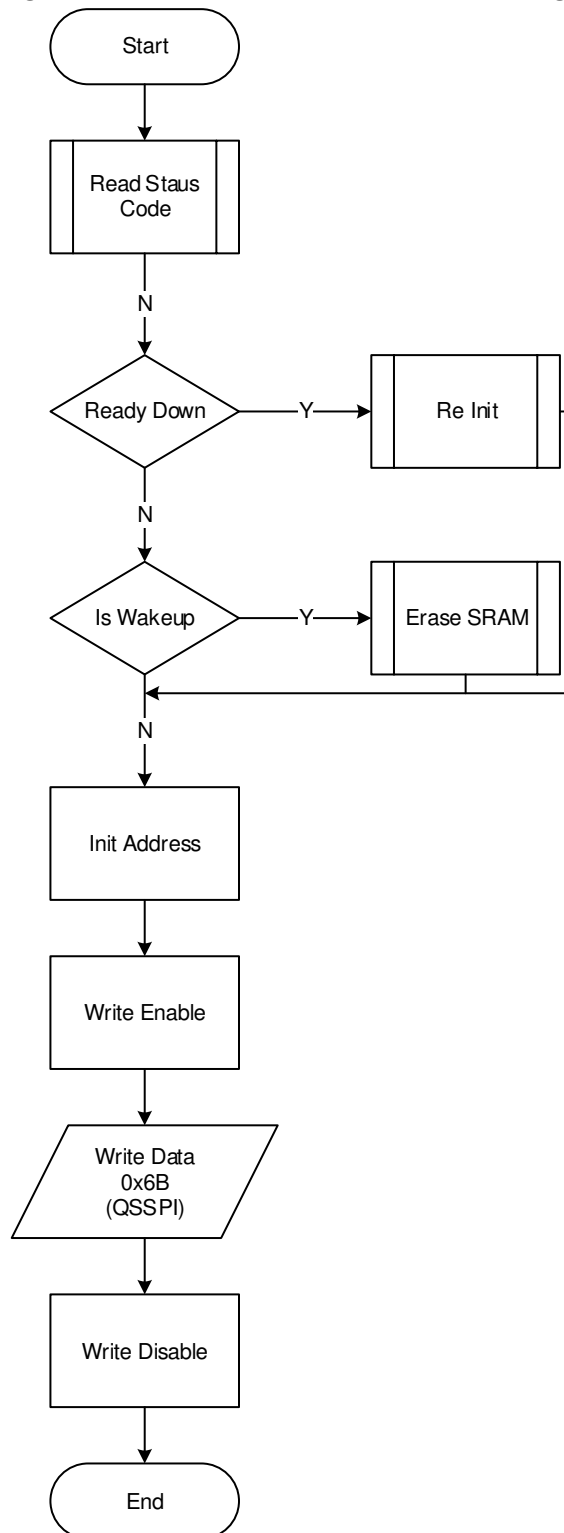 Start
Read Staus
Code
N
Ready Down
Y
Re Init
N
Is Wakeup
Y
Erase SRAM
N
Init Address
Write Enable
Write Data
0x6B
(QSSPI)
Write Disable
End